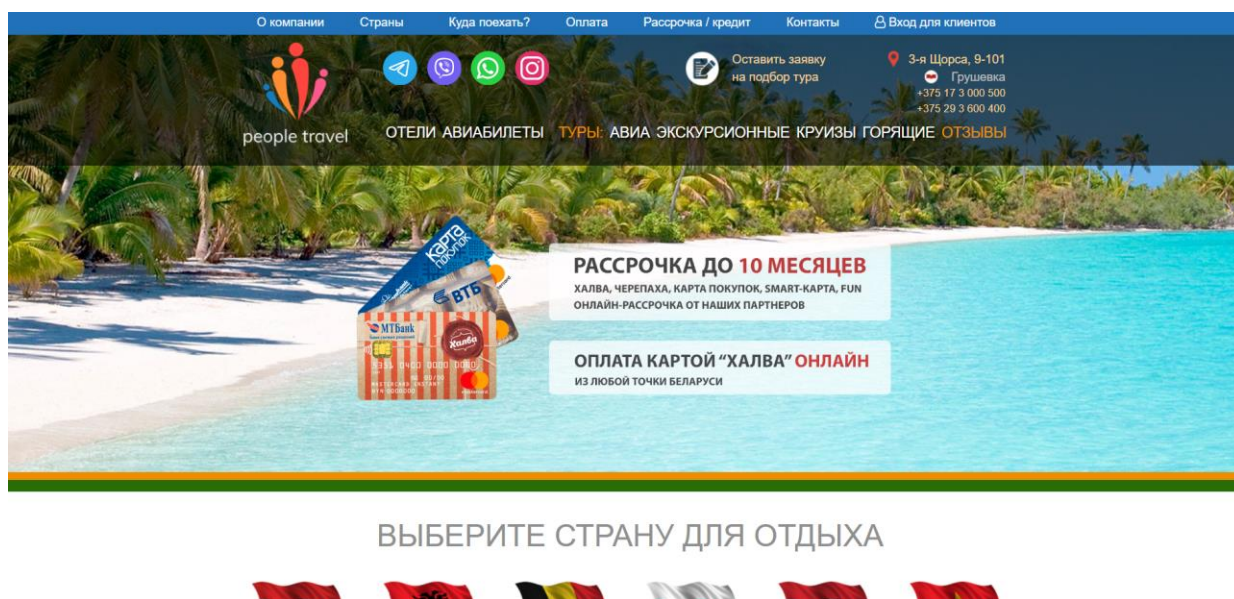 О компании Страны Куда поехать? Оплата Рассрочка / кредит Контакты Вход для клиентов
people travel
Оставить заявку
на подбор тура
3-я Щорса, 9-101
Грушевка
+375 17 3 000 500
+375 29 3 600 400
ОТЕЛИ АВИАБИЛЕТЫ ТУРЫ: АВИА ЭКСКУРСИОННЫЕ КРУИЗЫ ГОРЯЩИЕ ОТЗЫВЫ
КАРТА
ПОКУПОК
ВТБ
МТБанк
Халва
РАССРОЧКА ДО 10 МЕСЯЦЕВ
ХАЛВА, ЧЕРЕПАХА, КАРТА ПОКУПОК, SMART-КАРТА, FUN
ОНЛАЙН-РАССРОЧКА ОТ НАШИХ ПАРТНЕРОВ
ОПЛАТА КАРТОЙ “ХАЛВА” ОНЛАЙН
ИЗ ЛЮБОЙ ТОЧКИ БЕЛАРУСИ
ВЫБЕРИТЕ СТРАНУ ДЛЯ ОТДЫХА